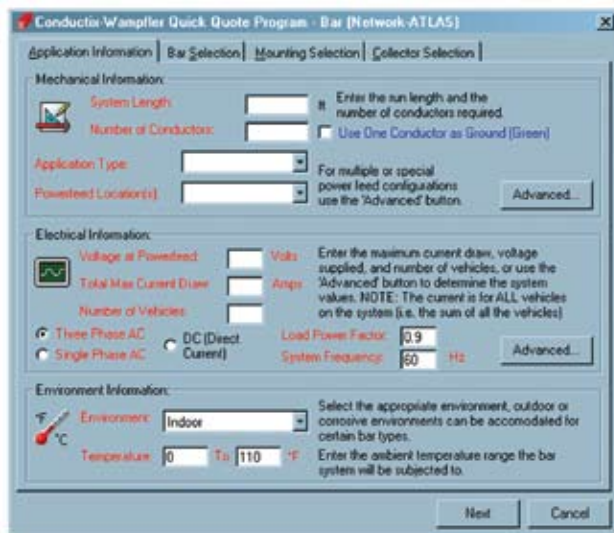 Conductix-Wampfler Quick Quote Program - Bar (Network-ATLAS)
Application Information Bar Selection Mounting Selection Collector Selection
Mechanical Information:
System Length: ft
Number of Conductors:
Enter the run length and the
number of conductors required.
Use One Conductor as Ground (Green)
Application Type:
Powerfeed Location(s):
For multiple or special
power feed configurations
use the 'Advanced' button.
Advanced...
Electrical Information:
Voltage at Powerfeed: Volts
Total Max Current Draw: Amps
Number of Vehicles:
Enter the maximum current draw, voltage
supplied, and number of vehicles, or use the
'Advanced' button to determine the system
values. NOTE: The current is for ALL vehicles
on the system (i.e. the sum of all the vehicles)
Three Phase AC
Single Phase AC
DC (Direct
Current)
Load Power Factor: 0.9
System Frequency: 60 Hz
Advanced...
Environment Information:
°F
°C
Environment: Indoor
Temperature: 0 To 110 °F
Select the appropriate environment, outdoor or
corrosive environments can be accomodated for
certain bar types.
Enter the ambient temperature range the bar
system will be subjected to.
Next Cancel